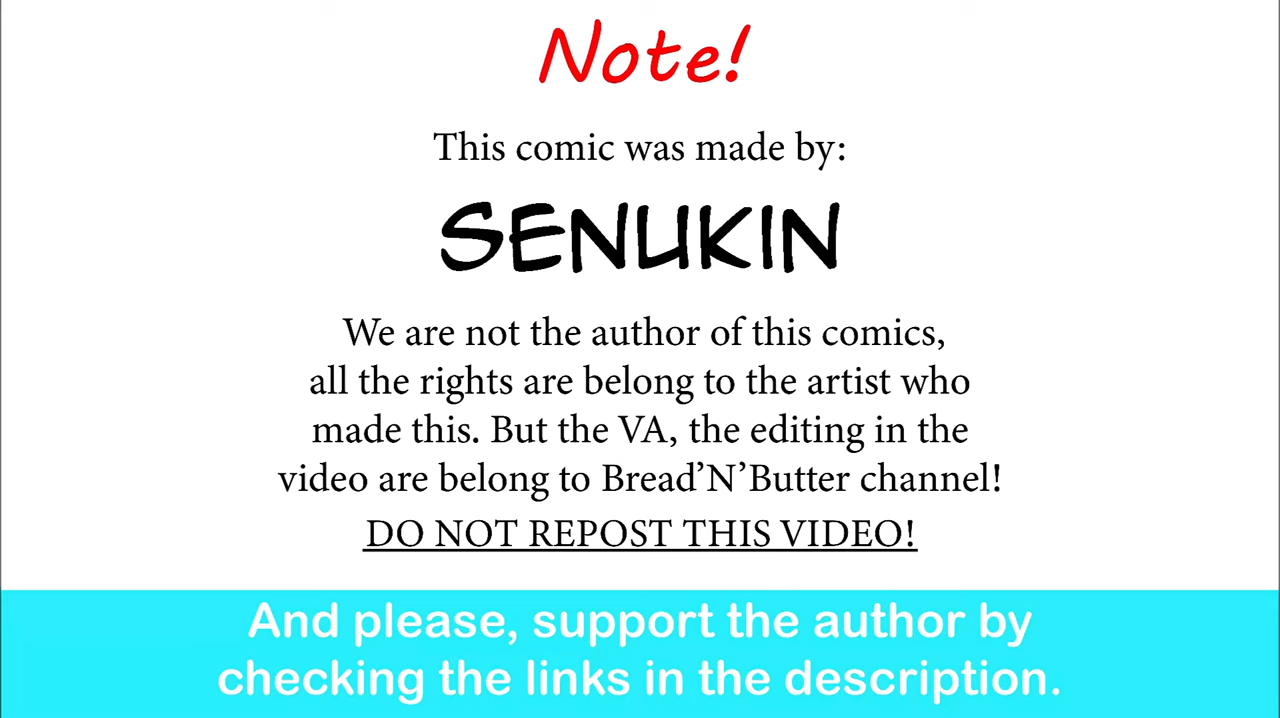 Note!
This comic was made by:
SENUKIN
We are not the author of this comics,
all the rights are belong to the artist who
made this. But the VA, the editing in the
video are belong to Bread’N’Butter channel!
DO NOT REPOST THIS VIDEO!
And please, support the author by
checking the links in the description.